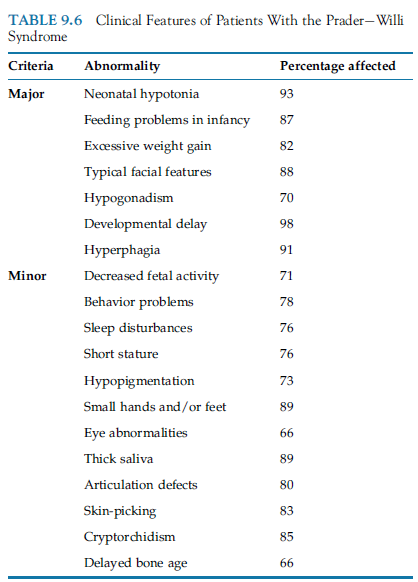 TABLE 9.6 Clinical Features of Patients With the Prader—Willi
Syndrome
Criteria Abnormality Percentage affected
Major Neonatal hypotonia 93
Feeding problems in infancy 87
Excessive weight gain 82
Typical facial features 88
Hypogonadism 70
Developmental delay 98
Hyperphagia 91
Minor Decreased fetal activity 71
Behavior problems 78
Sleep disturbances 76
Short stature 76
Hypopigmentation 73
Small hands and/or feet 89
Eye abnormalities 66
Thick saliva 89
Articulation defects 80
Skin-picking 83
Cryptorchidism 85
Delayed bone age 66